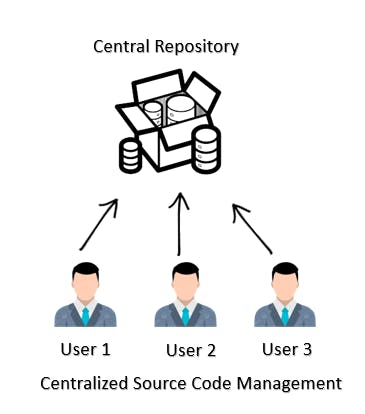 Central Repository
User 1
User 2
User 3
Centralized Source Code Management